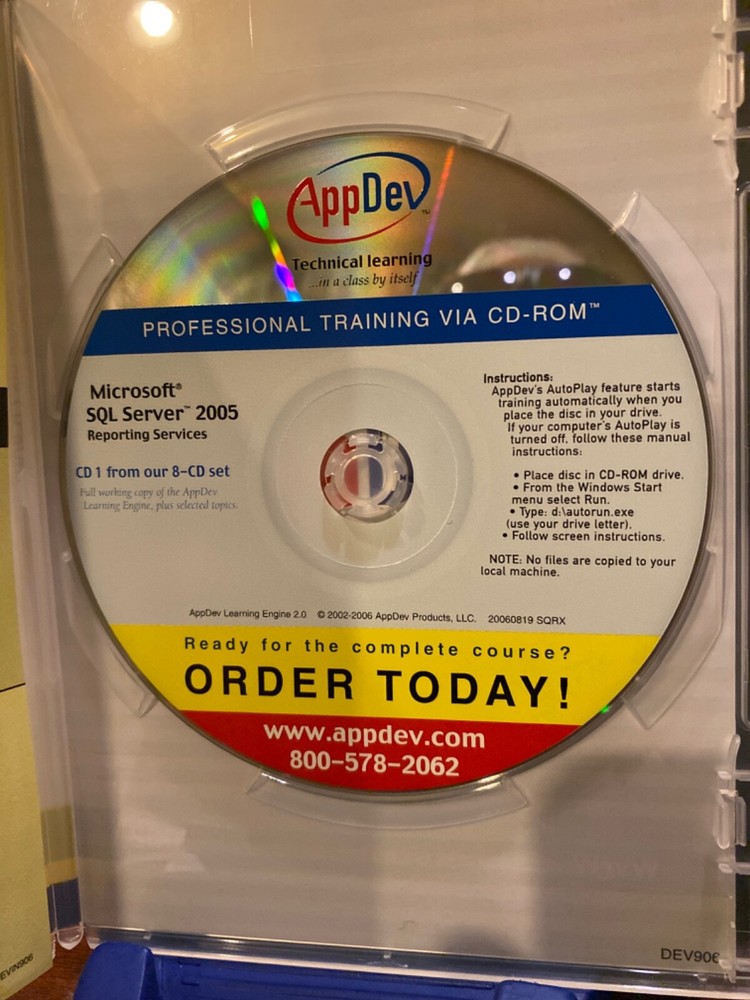 AppDev™
Technical learning
...in a class by itself
PROFESSIONAL TRAINING VIA CD-ROM™
Microsoft®
SQL Server™ 2005
Reporting Services
CD 1 from our 8-CD set
Full working copy of the AppDev
Learning Engine, plus selected topics.
Instructions:
AppDev's AutoPlay feature starts
training automatically when you
place the disc in your drive.
If your computer's AutoPlay is
turned off, follow these manual
instructions:
• Place disc in CD-ROM drive.
• From the Windows Start
menu select Run.
• Type: d:\autorun.exe
(use your drive letter).
• Follow screen instructions.
NOTE: No files are copied to your
local machine.
AppDev Learning Engine 2.0 © 2002-2006 AppDev Products, LLC. 20060819 SQRX
Ready for the complete course?
ORDER TODAY!
www.appdev.com
800-578-2062
DEV906